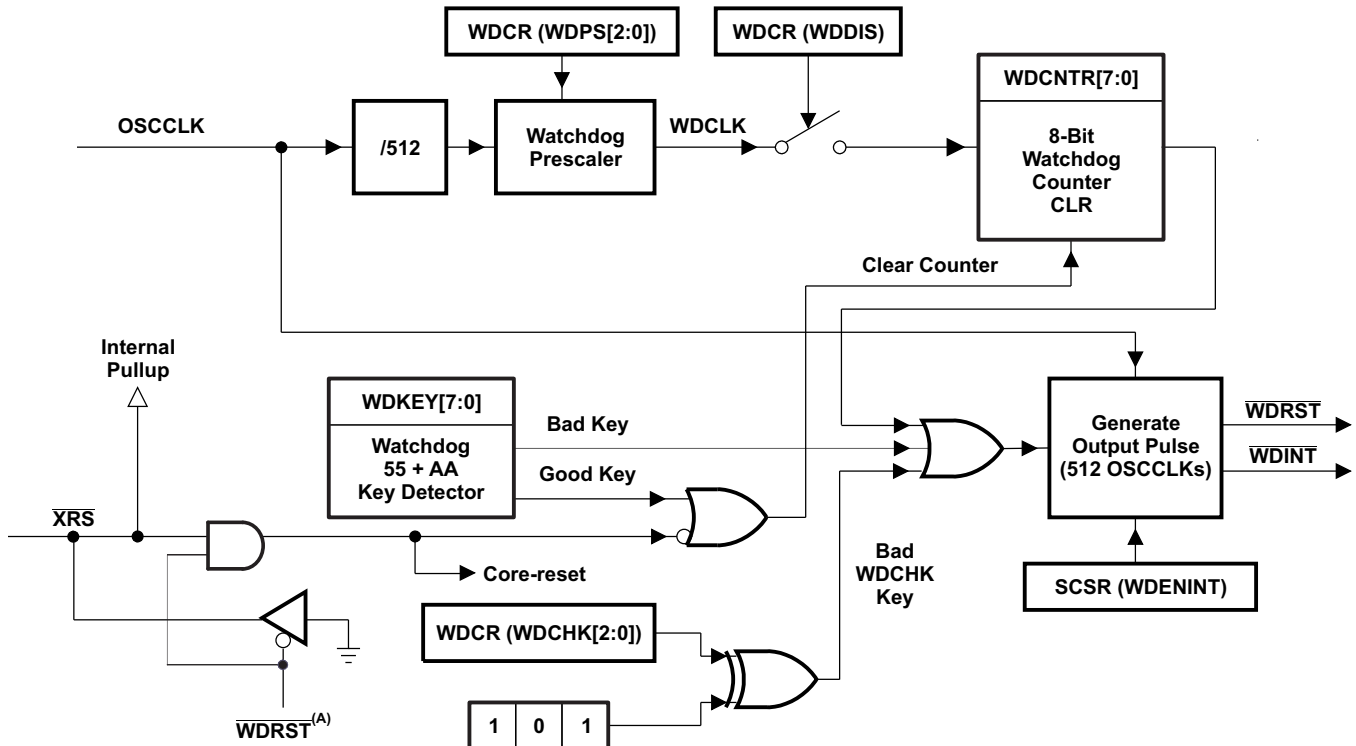 WDCR (WDPS[2:0])
WDCR (WDDIS)
WDCNTR[7:0]
OSCCLK
/512
Watchdog
Prescaler
WDCLK
8-Bit
Watchdog
Counter
CLR
Clear Counter
Internal
Pullup
WDKEY[7:0]
Watchdog
55 + AA
Key Detector
Bad Key
Good Key
Generate
Output Pulse
(512 OSCCLKs)
WDRST
WDINT
XRS
Core-reset
Bad
WDCHK
Key
SCSR (WDENINT)
WDCR (WDCHK[2:0])
WDRST(A)
1 0 1